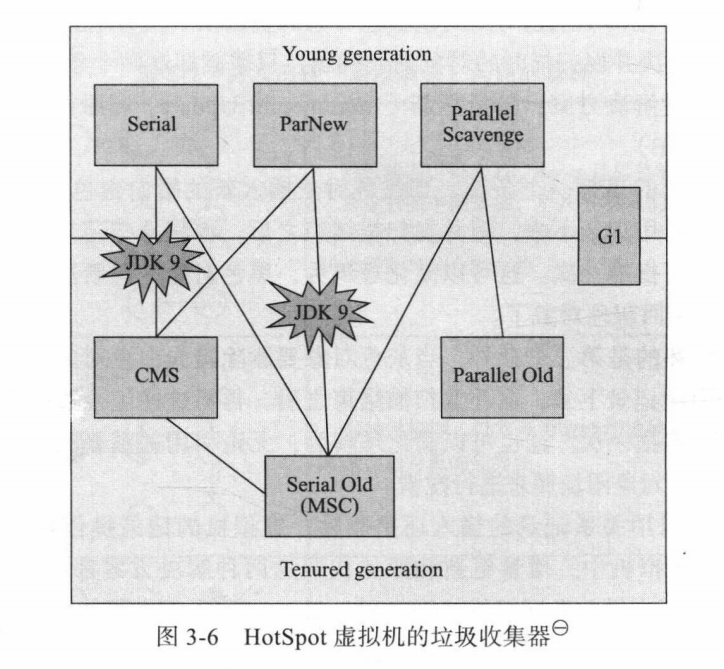 Young generation
Serial
ParNew
Parallel
Scavenge
G1
JDK 9
JDK 9
CMS
Parallel Old
Serial Old
(MSC)
Tenured generation
图 3-6 HotSpot 虚拟机的垃圾收集器㊀